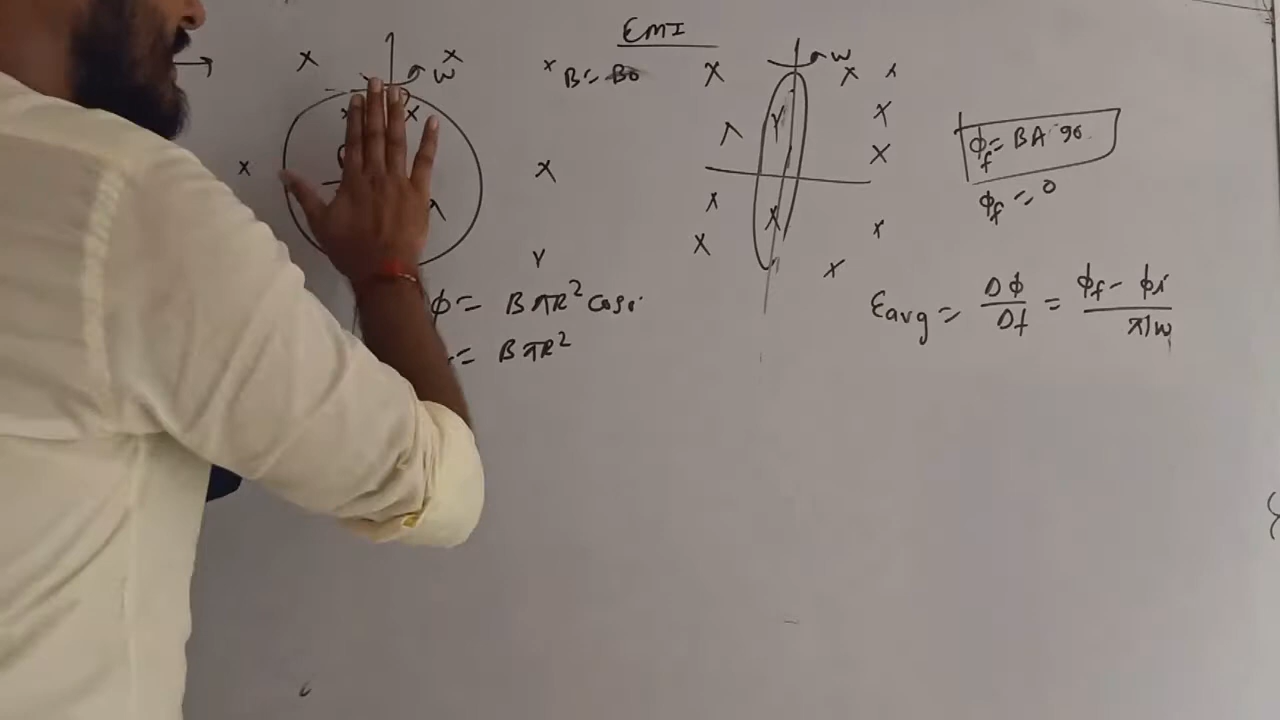 EMI
w
B = B0
w
ϕf = BA 90
ϕf = 0
ϕ = BπR² cos0
= BπR²
Eavg = Δϕ/Δt = ϕf - ϕi / π/w